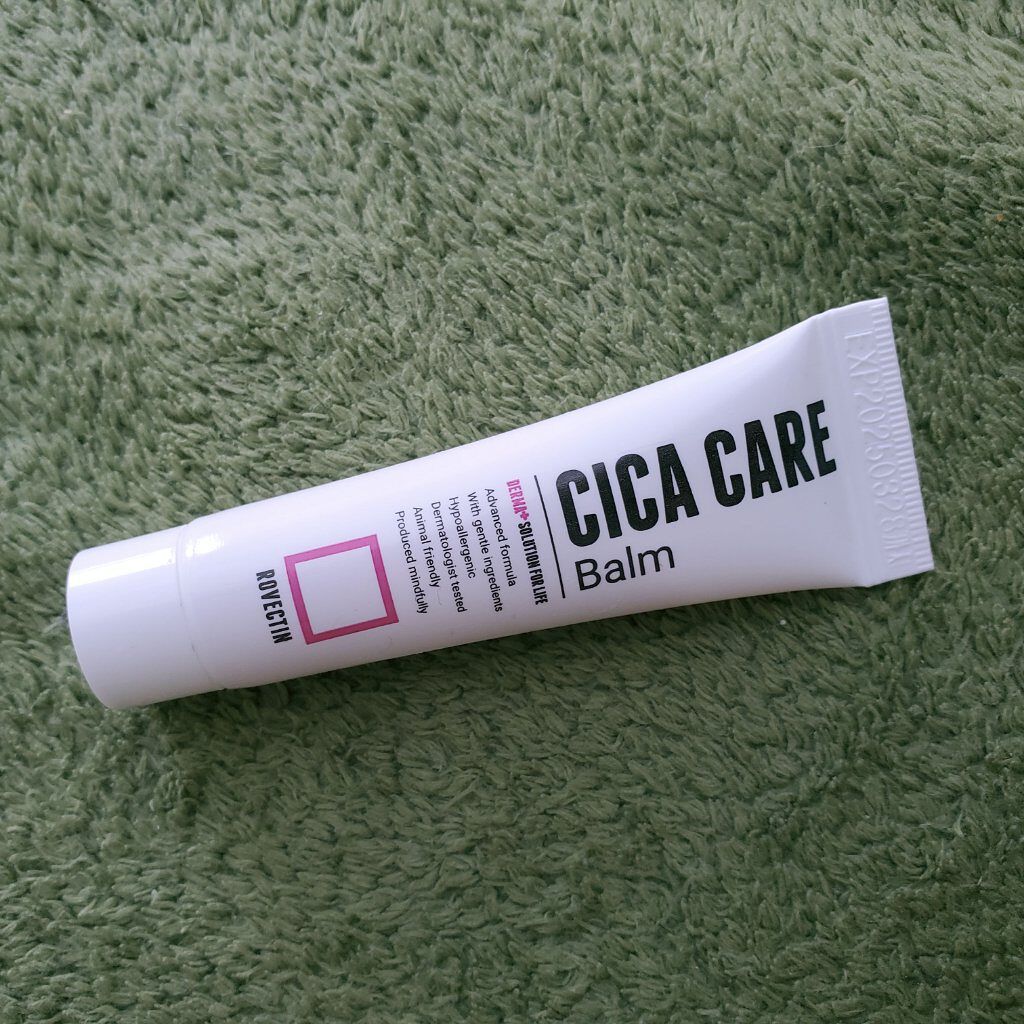 CICA CARE
Balm
DERMA+ SOLUTION FOR LIFE
Advanced formula
With gentle ingredients
Hypoallergenic
Dermatologist tested
Animal friendly
Produced mindfully
ROVECTIN